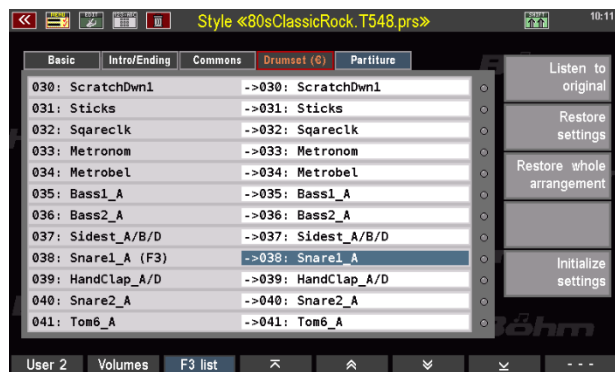 MENU EDIT Style «80sClassicRock.T548.prs» SHIFT 10:11
Basic Intro/Ending Commons Drumset (€) Partiture
Listen to
original
Restore
settings
Restore whole
arrangement
Initialize
settings
030: ScratchDwn1 ->030: ScratchDwn1
031: Sticks ->031: Sticks
032: Sqareclk ->032: Sqareclk
033: Metronom ->033: Metronom
034: Metrobel ->034: Metrobel
035: Bass1_A ->035: Bass1_A
036: Bass2_A ->036: Bass2_A
037: Sidest_A/B/D ->037: Sidest_A/B/D
038: Snare1_A (F3) ->038: Snare1_A
039: HandClap_A/D ->039: HandClap_A/D
040: Snare2_A ->040: Snare2_A
041: Tom6_A ->041: Tom6_A
Böhm
User 2 Volumes F3 list - - -